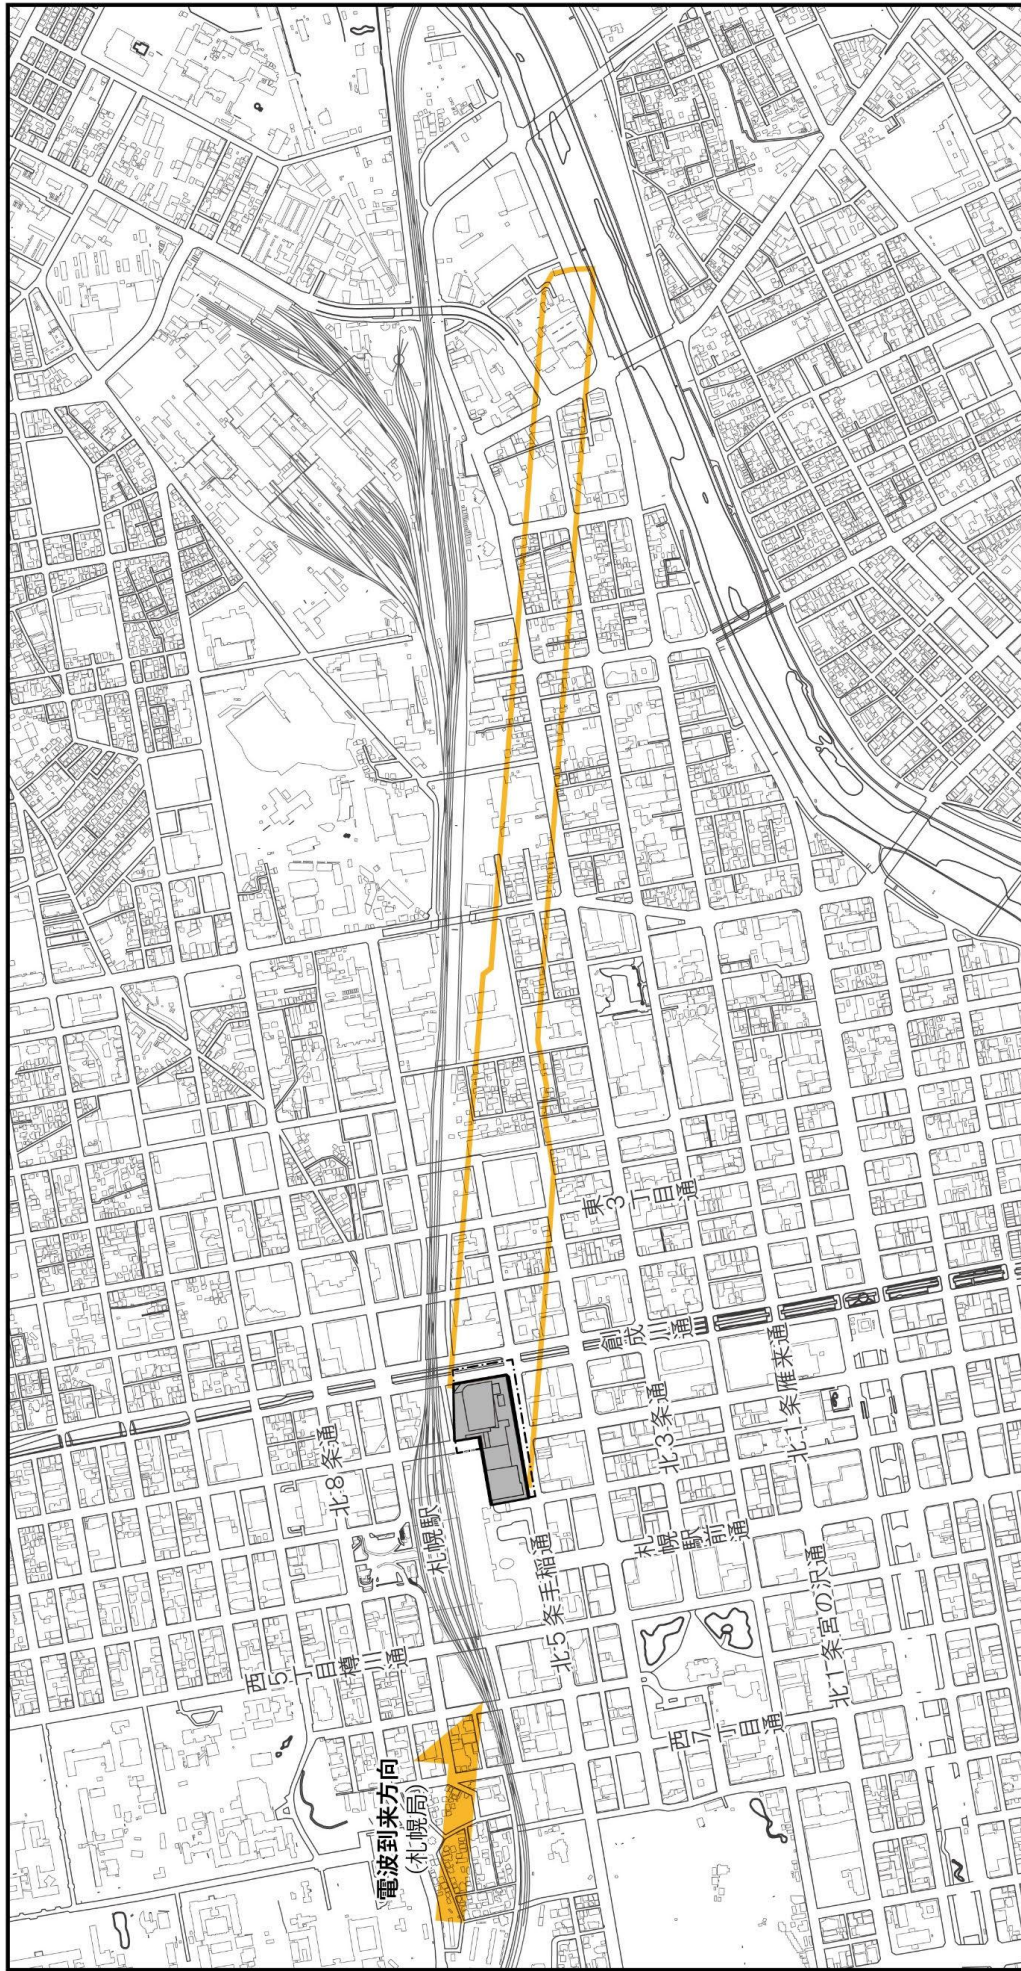 電波到来方向
(札幌局)
西5丁目樽川通
北8条通
札幌駅
北5条手稲通
西7丁目通
北1条宮の沢通
札幌駅前通
北3条通
北1条雁来通
創成川通
東3丁目通